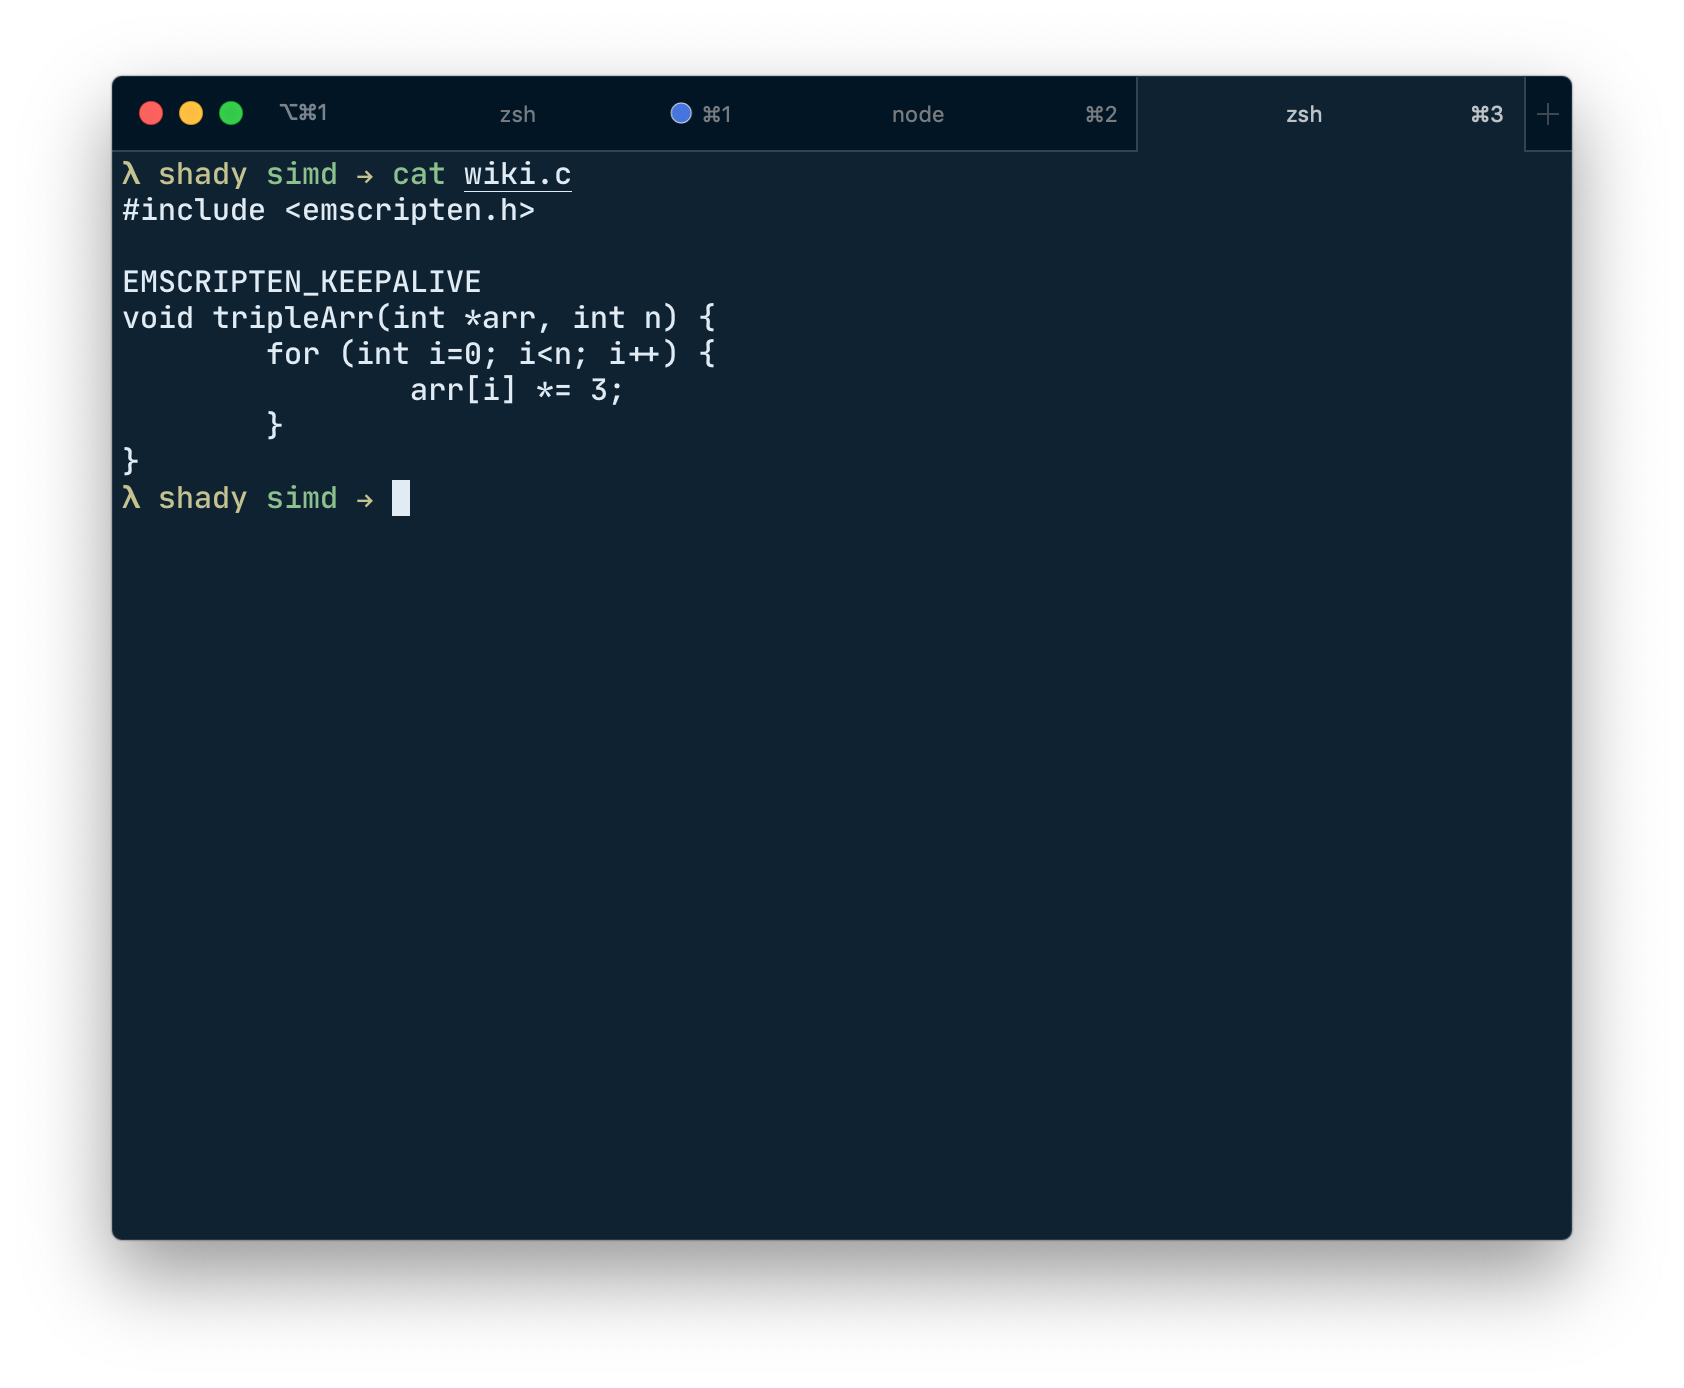 ⌥⌘1 zsh ⌘1 node ⌘2 zsh ⌘3 +
λ shady simd → cat wiki.c
#include <emscripten.h>
EMSCRIPTEN_KEEPALIVE
void tripleArr(int *arr, int n) {
        for (int i=0; i<n; i++) {
                arr[i] *= 3;
        }
}
λ shady simd →